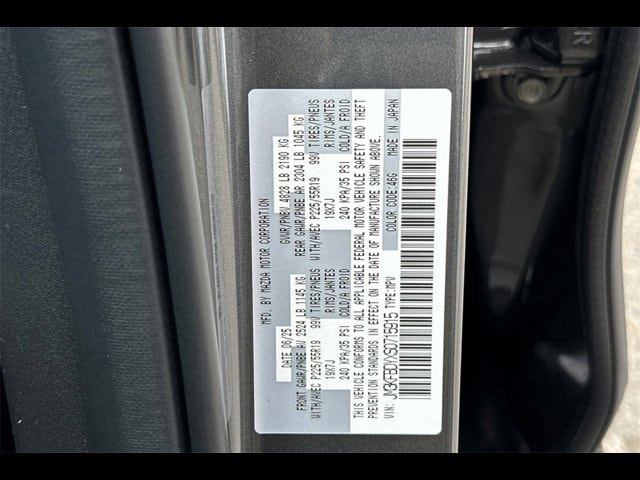 MFD. BY MAZDA MOTOR CORPORATION
DATE 06/25 GVWR/PNBV 4828 LB 2190 KG
FRONT GAWR/PNBE AV 2524 LB 1145 KG REAR GAWR/PNBE AR 2304 LB 1045 KG
WITH/AVEC P225/55R19 99V TIRES/PNEUS WITH/AVEC P225/55R19 99V TIRES/PNEUS
19X7J RIMS/JANTES 19X7J RIMS/JANTES
240 KPA/35 PSI COLD/A FROID 240 KPA/35 PSI COLD/A FROID
THIS VEHICLE CONFORMS TO ALL APPLICABLE FEDERAL MOTOR VEHICLE SAFETY AND THEFT
PREVENTION STANDARDS IN EFFECT ON THE DATE OF MANUFACTURE SHOWN ABOVE.
VIN: JM3KFBDYXS0715915 TYPE:MPV COLOR CODE:46G MADE IN JAPAN